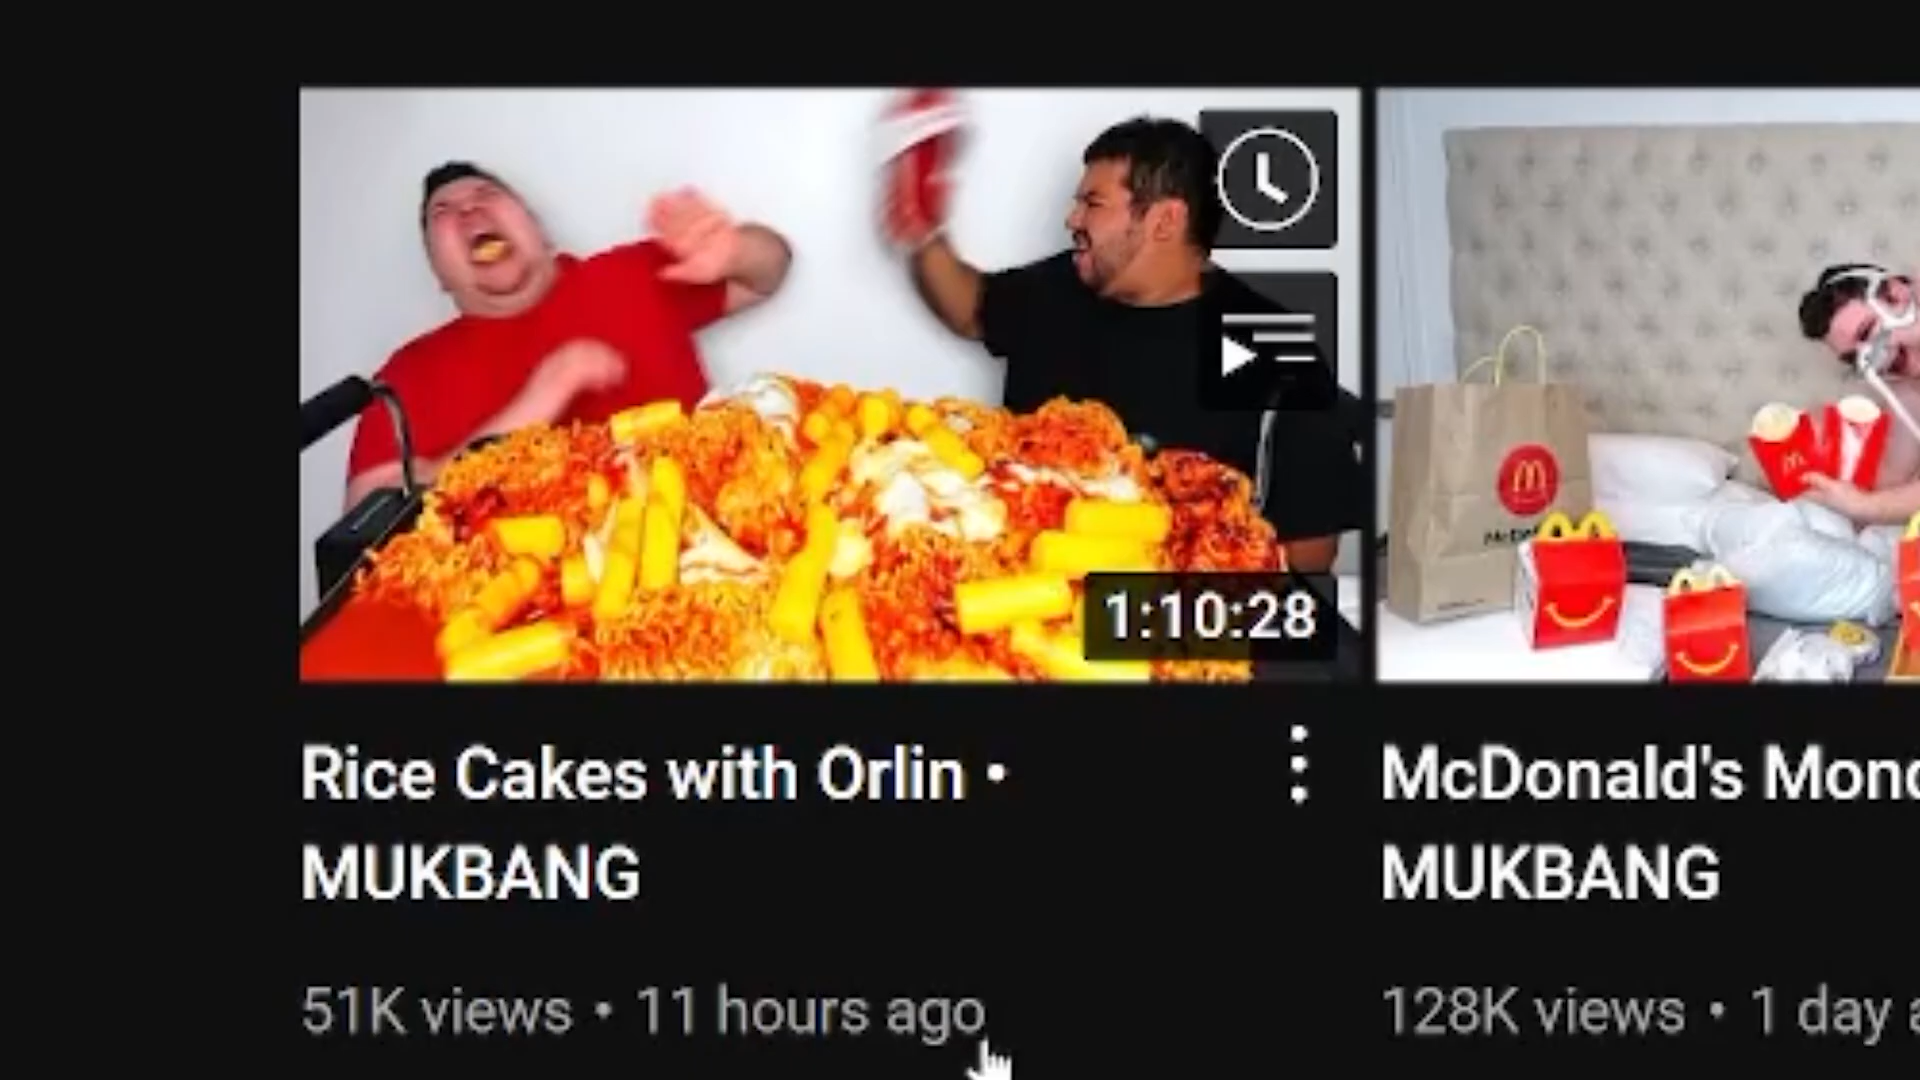 1:10:28
Rice Cakes with Orlin •
MUKBANG
51K views • 11 hours ago
McDonald's
MUKBANG
128K views • 1 day